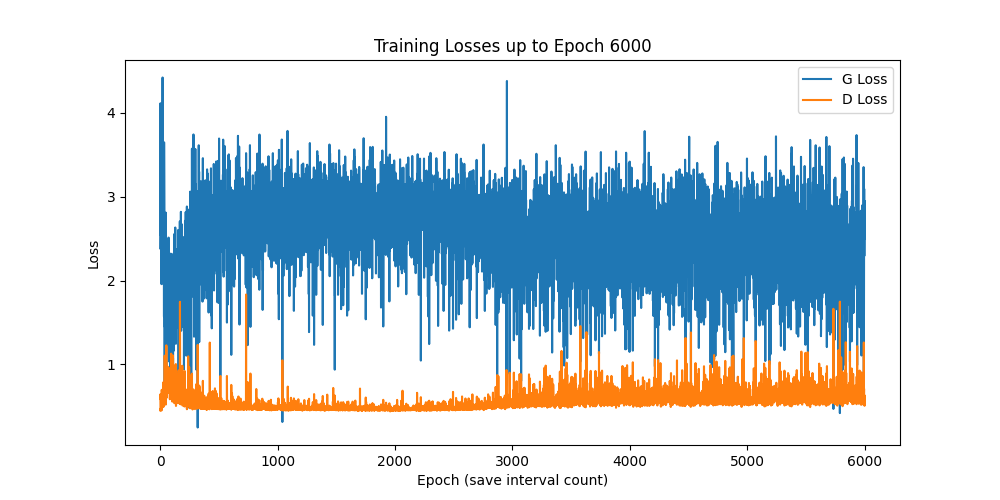 Training Losses up to Epoch 6000
G Loss
D Loss
4
3
2
1
Loss
0 1000 2000 3000 4000 5000 6000
Epoch (save interval count)